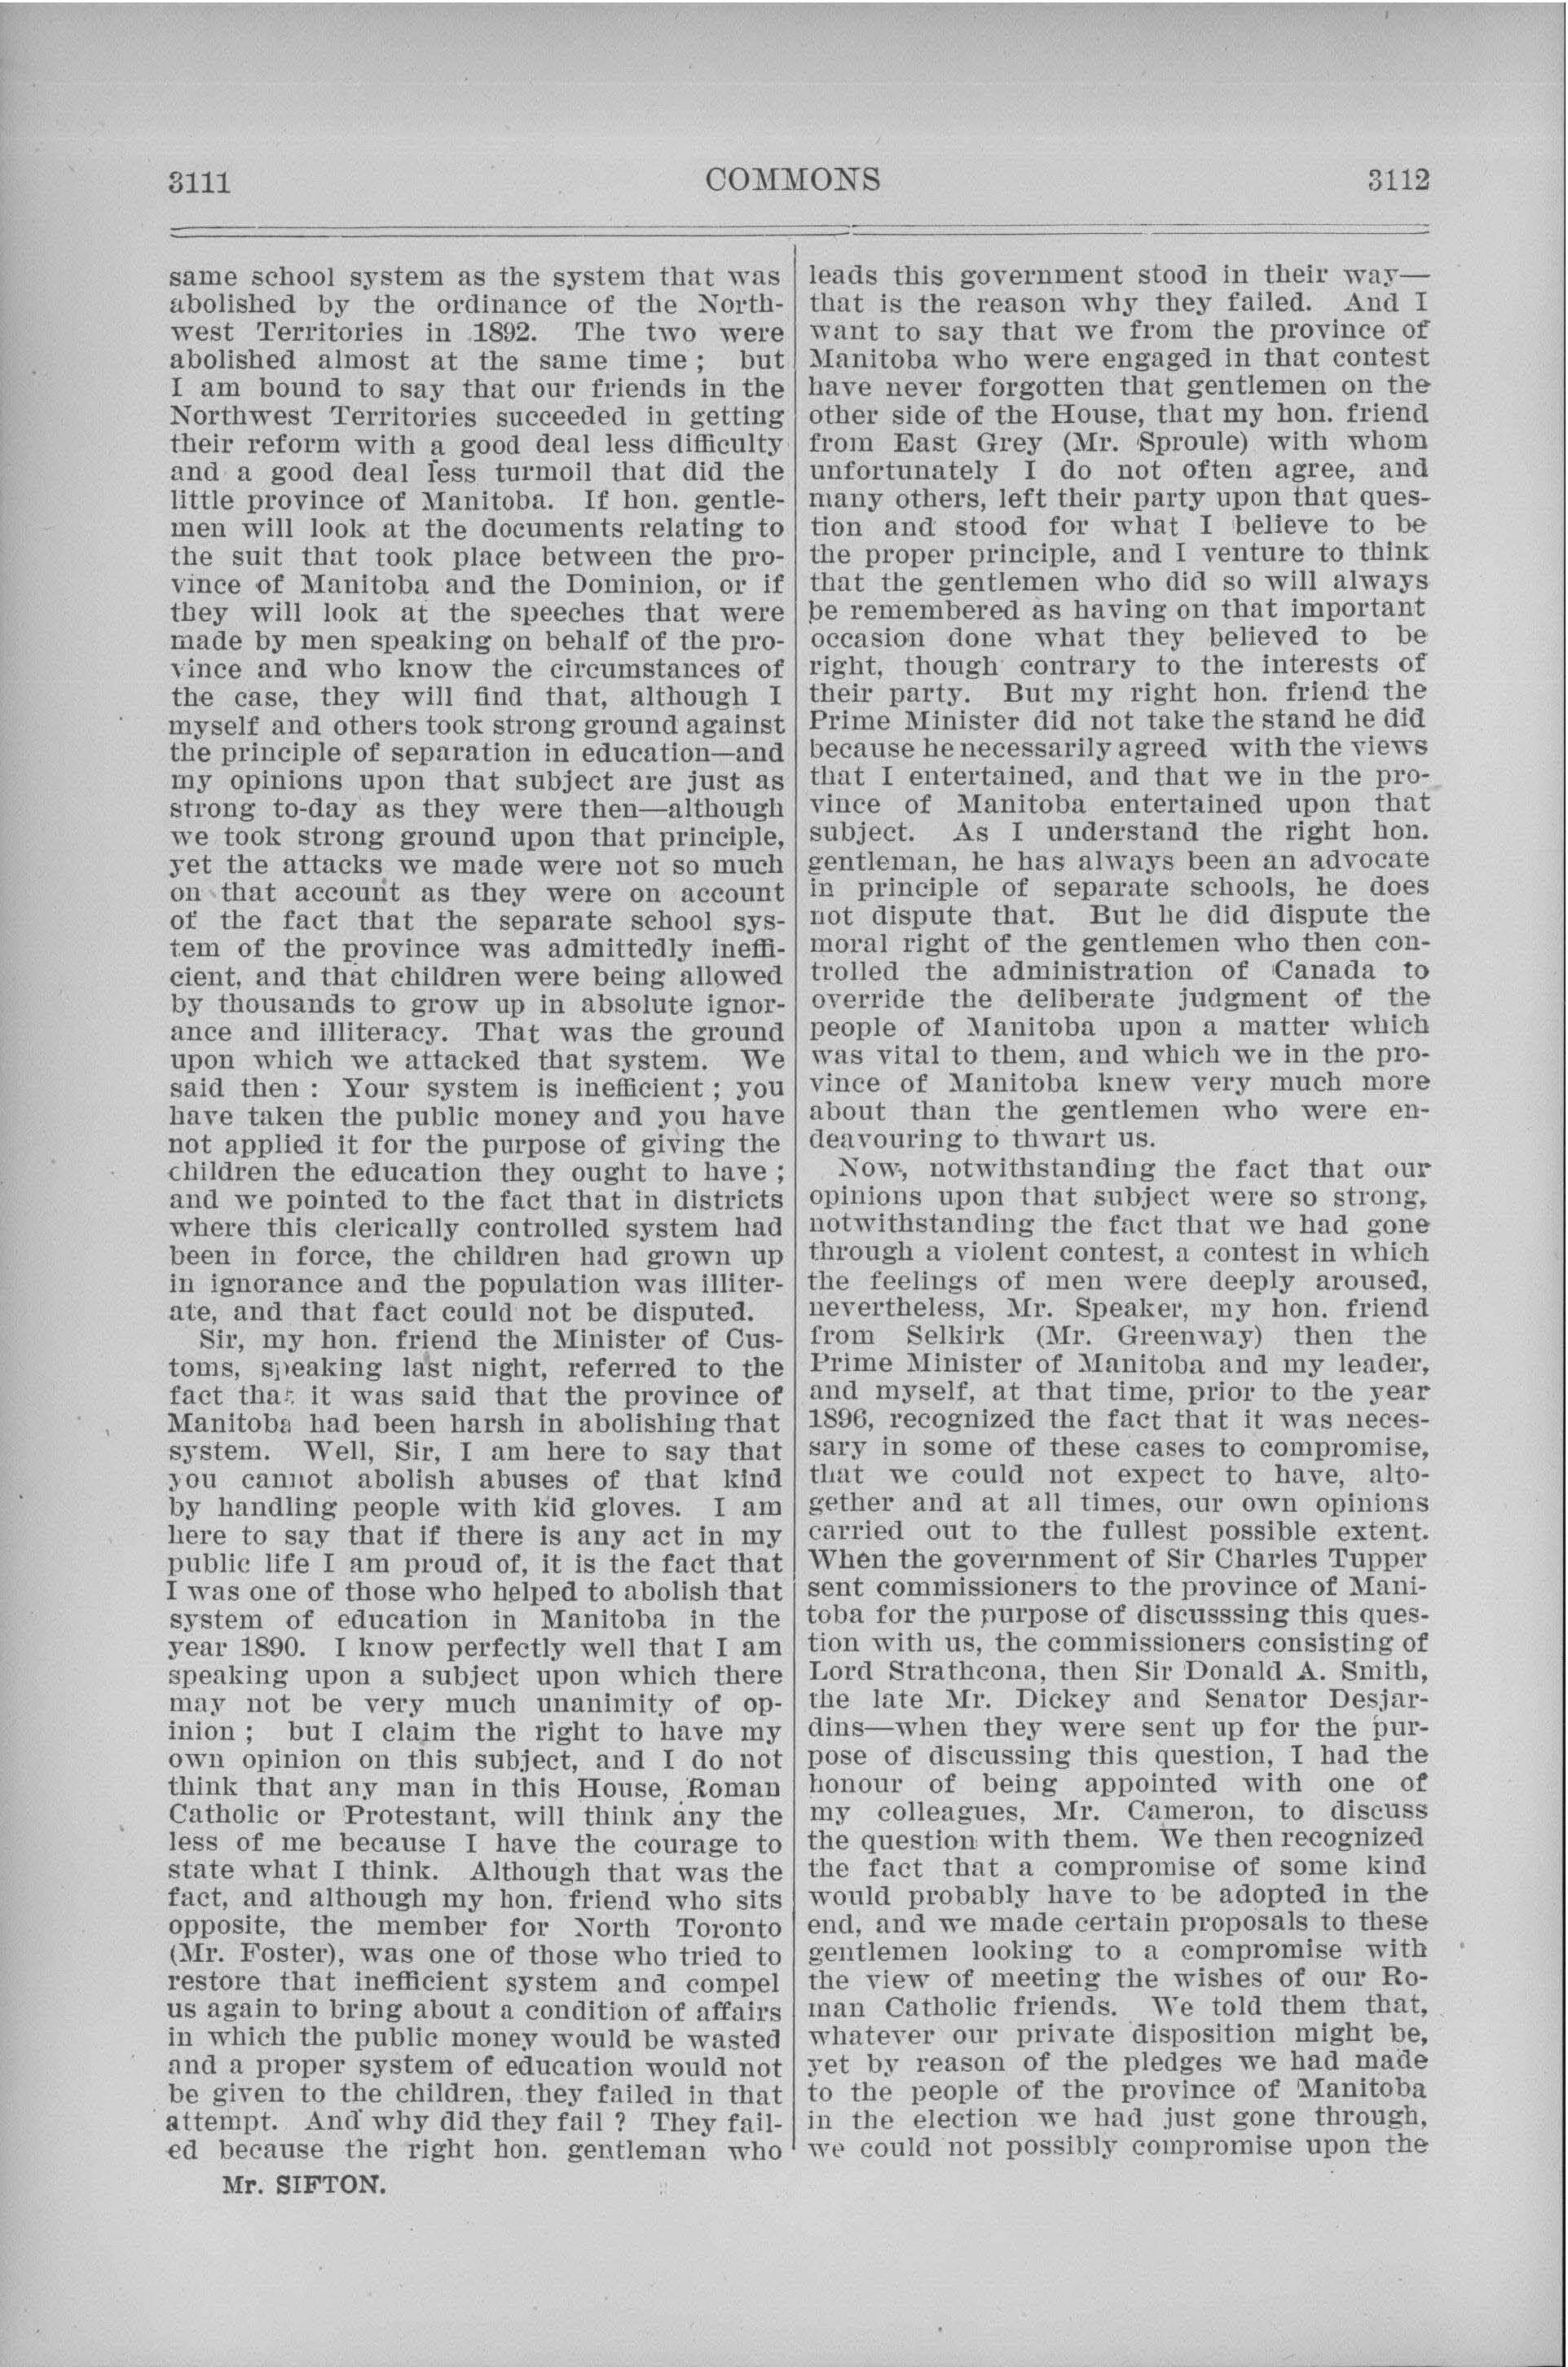 3111 COMMONS 3112
same school system as the system that was
abolished by the ordinance of the North-
west Territories in 1892. The two were
abolished almost at the same time ; but
I am bound to say that our friends in the
Northwest Territories succeeded in getting
their reform with a good deal less difficulty
and a good deal less turmoil that did the
little province of Manitoba. If hon. gentle-
men will look at the documents relating to
the suit that took place between the pro-
vince of Manitoba and the Dominion, or if
they will look at the speeches that were
made by men speaking on behalf of the pro-
vince and who know the circumstances of
the case, they will find that, although I
myself and others took strong ground against
the principle of separation in education—and
my opinions upon that subject are just as
strong to-day as they were then—although
we took strong ground upon that principle,
yet the attacks we made were not so much
on that account as they were on account
of the fact that the separate school sys-
tem of the province was admittedly ineffi-
cient, and that children were being allowed
by thousands to grow up in absolute ignor-
ance and illiteracy. That was the ground
upon which we attacked that system. We
said then : Your system is inefficient ; you
have taken the public money and you have
not applied it for the purpose of giving the
children the education they ought to have ;
and we pointed to the fact that in districts
where this clerically controlled system had
been in force, the children had grown up
in ignorance and the population was illiter-
ate, and that fact could not be disputed.
Sir, my hon. friend the Minister of Cus-
toms, speaking last night, referred to the
fact that it was said that the province of
Manitoba had been harsh in abolishing that
system. Well, Sir, I am here to say that
you cannot abolish abuses of that kind
by handling people with kid gloves. I am
here to say that if there is any act in my
public life I am proud of, it is the fact that
I was one of those who helped to abolish that
system of education in Manitoba in the
year 1890. I know perfectly well that I am
speaking upon a subject upon which there
may not be very much unanimity of op-
inion ; but I claim the right to have my
own opinion on this subject, and I do not
think that any man in this House, Roman
Catholic or Protestant, will think any the
less of me because I have the courage to
state what I think. Although that was the
fact, and although my hon. friend who sits
opposite, the member for North Toronto
(Mr. Foster), was one of those who tried to
restore that inefficient system and compel
us again to bring about a condition of affairs
in which the public money would be wasted
and a proper system of education would not
be given to the children, they failed in that
attempt. And why did they fail ? They fail-
ed because the right hon. gentleman who
Mr. SIFTON.
leads this government stood in their way—
that is the reason why they failed. And I
want to say that we from the province of
Manitoba who were engaged in that contest
have never forgotten that gentlemen on the
other side of the House, that my hon. friend
from East Grey (Mr. Sproule) with whom
unfortunately I do not often agree, and
many others, left their party upon that ques-
tion and stood for what I believe to be
the proper principle, and I venture to think
that the gentlemen who did so will always
be remembered as having on that important
occasion done what they believed to be
right, though contrary to the interests of
their party. But my right hon. friend the
Prime Minister did not take the stand he did
because he necessarily agreed with the views
that I entertained, and that we in the pro-
vince of Manitoba entertained upon that
subject. As I understand the right hon.
gentleman, he has always been an advocate
in principle of separate schools, he does
not dispute that. But he did dispute the
moral right of the gentlemen who then con-
trolled the administration of Canada to
override the deliberate judgment of the
people of Manitoba upon a matter which
was vital to them, and which we in the pro-
vince of Manitoba knew very much more
about than the gentlemen who were en-
deavouring to thwart us.
Now, notwithstanding the fact that our
opinions upon that subject were so strong,
notwithstanding the fact that we had gone
through a violent contest, a contest in which
the feelings of men were deeply aroused,
nevertheless, Mr. Speaker, my hon. friend
from Selkirk (Mr. Greenway) then the
Prime Minister of Manitoba and my leader,
and myself, at that time, prior to the year
1896, recognized the fact that it was neces-
sary in some of these cases to compromise,
that we could not expect to have, alto-
gether and at all times, our own opinions
carried out to the fullest possible extent.
When the government of Sir Charles Tupper
sent commissioners to the province of Mani-
toba for the purpose of discusssing this ques-
tion with us, the commissioners consisting of
Lord Strathcona, then Sir Donald A. Smith,
the late Mr. Dickey and Senator Desjar-
dins—when they were sent up for the pur-
pose of discussing this question, I had the
honour of being appointed with one of
my colleagues, Mr. Cameron, to discuss
the question with them. We then recognized
the fact that a compromise of some kind
would probably have to be adopted in the
end, and we made certain proposals to these
gentlemen looking to a compromise with
the view of meeting the wishes of our Ro-
man Catholic friends. We told them that,
whatever our private disposition might be,
yet by reason of the pledges we had made
to the people of the province of Manitoba
in the election we had just gone through,
we could not possibly compromise upon the